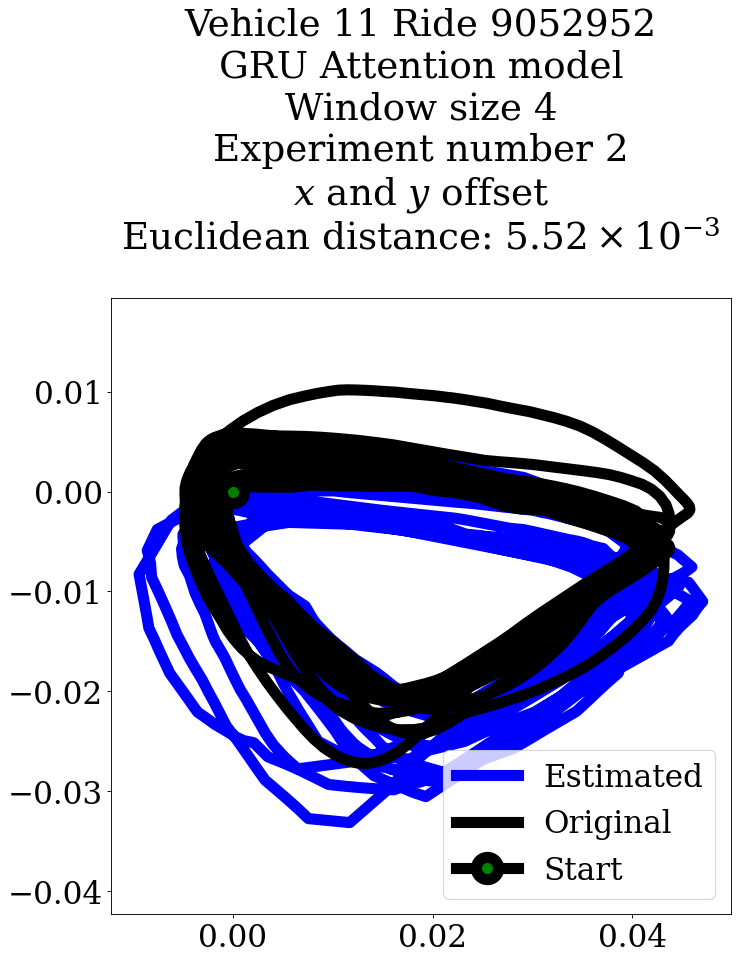 Vehicle 11 Ride 9052952
GRU Attention model
Window size 4
Experiment number 2
x and y offset
Euclidean distance: 5.52 × 10⁻³
0.01
0.00
−0.01
−0.02
−0.03
−0.04
0.00 0.02 0.04
Estimated
Original
Start